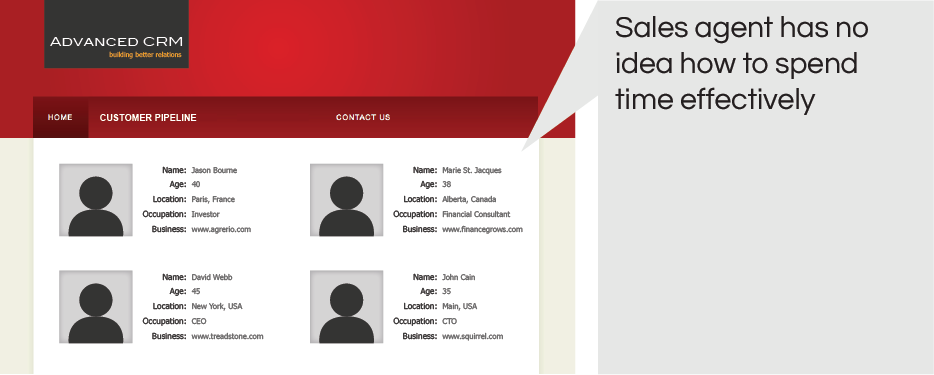 ADVANCED CRM
building better relations
HOME
CUSTOMER PIPELINE
CONTACT US
Name: Jason Bourne
Age: 40
Location: Paris, France
Occupation: Investor
Business: www.agrerio.com
Name: Marie St. Jacques
Age: 38
Location: Alberta, Canada
Occupation: Financial Consultant
Business: www.financegrows.com
Name: David Webb
Age: 45
Location: New York, USA
Occupation: CEO
Business: www.treadstone.com
Name: John Cain
Age: 35
Location: Main, USA
Occupation: CTO
Business: www.squirrel.com
Sales agent has no
idea how to spend
time effectively